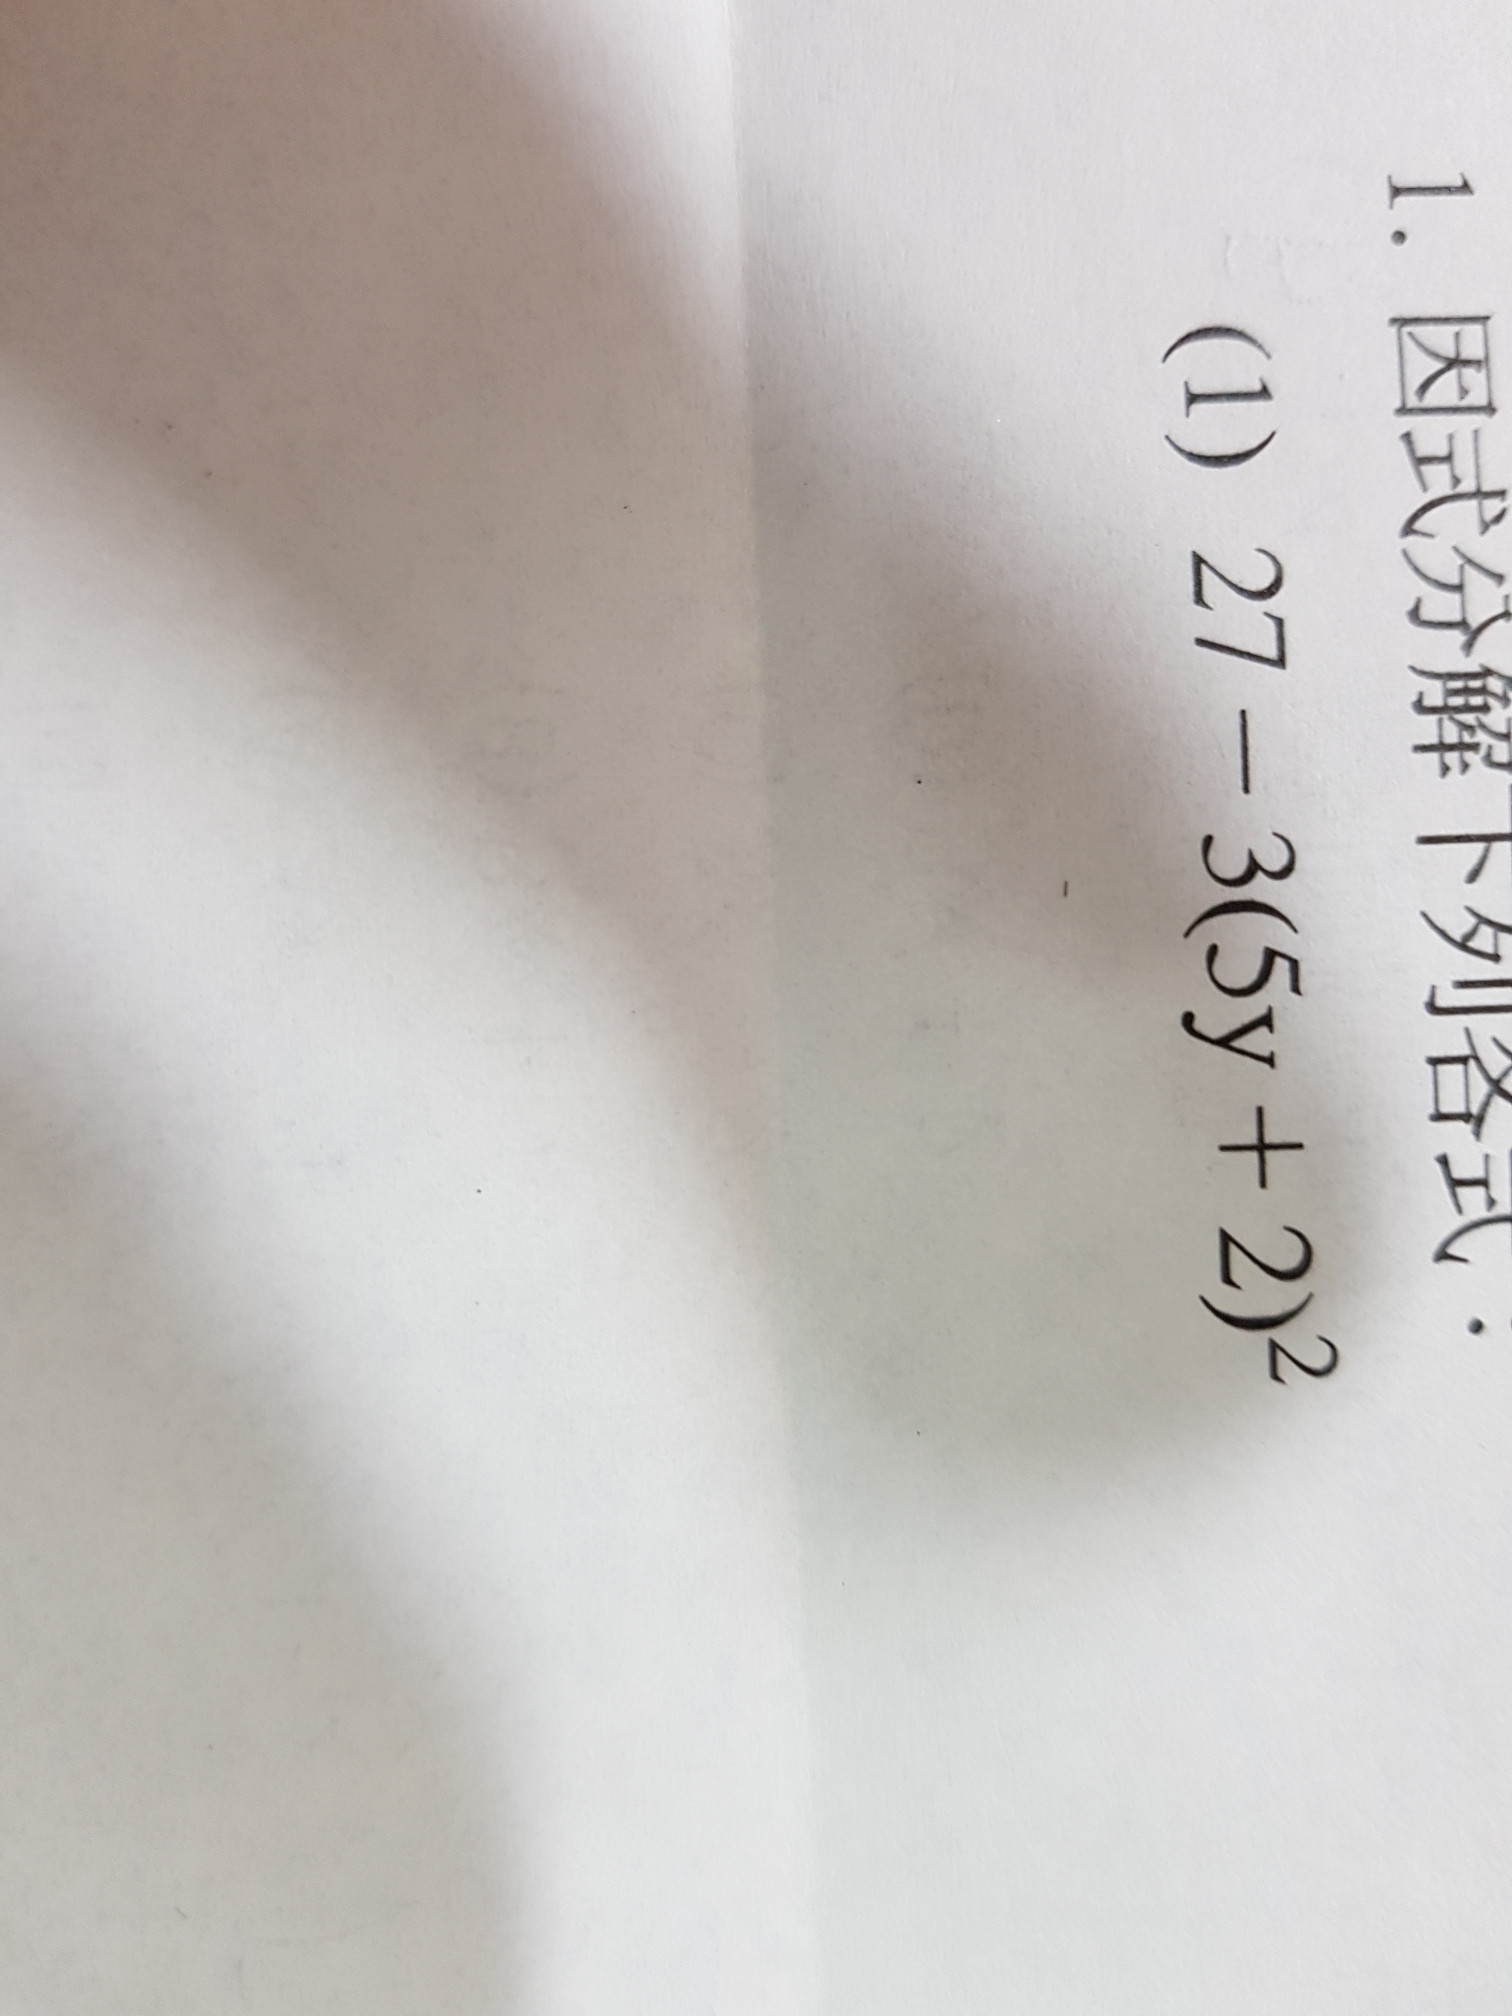 1. 因式分解下列各式：
(1) 27 − 3(5y + 2)²